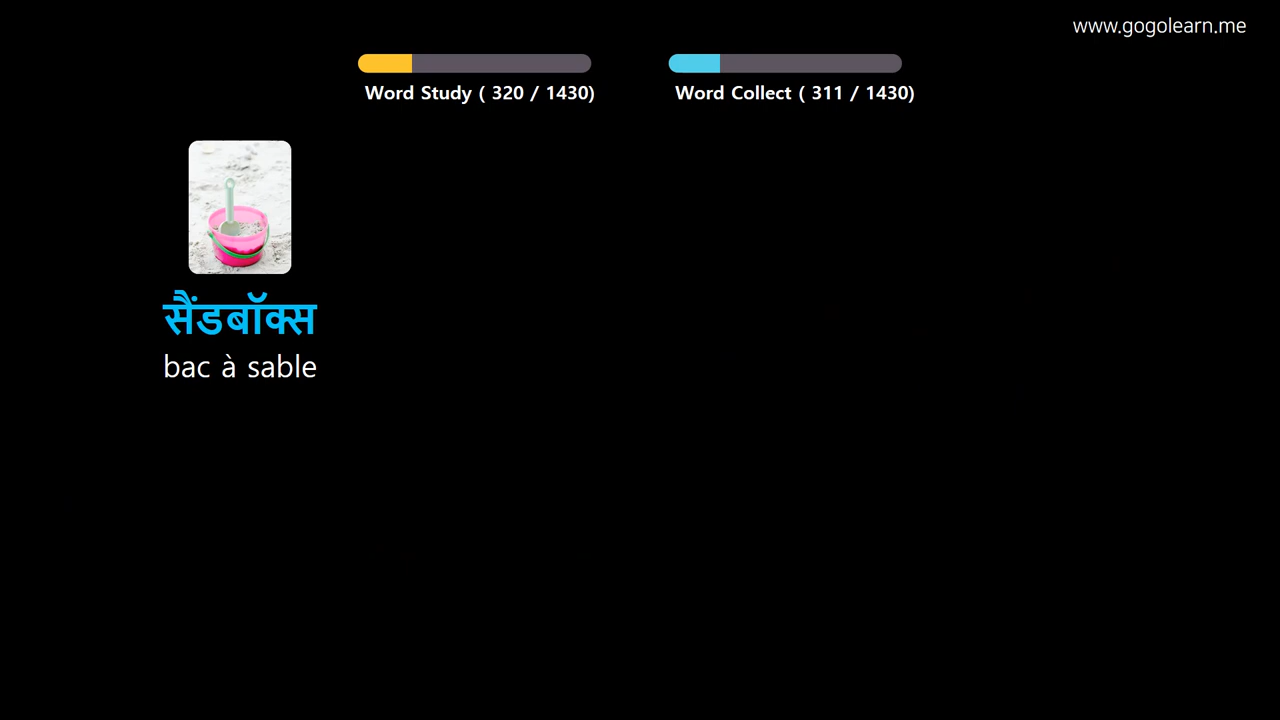 www.gogolearn.me
Word Study ( 320 / 1430)
Word Collect ( 311 / 1430)
सैंडबॉक्स
bac à sable